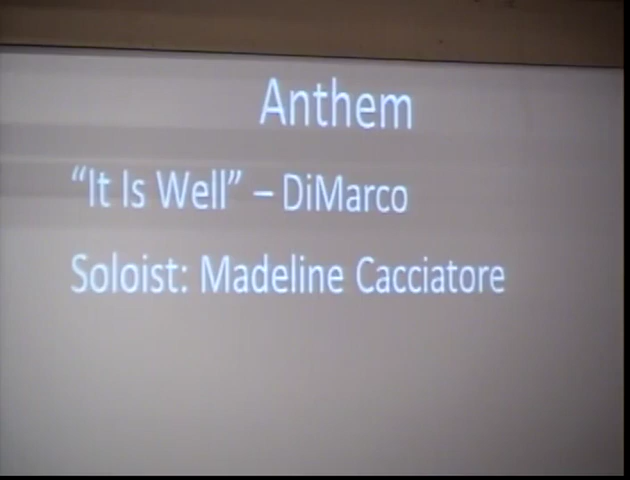 Anthem
“It Is Well” – DiMarco
Soloist: Madeline Cacciatore